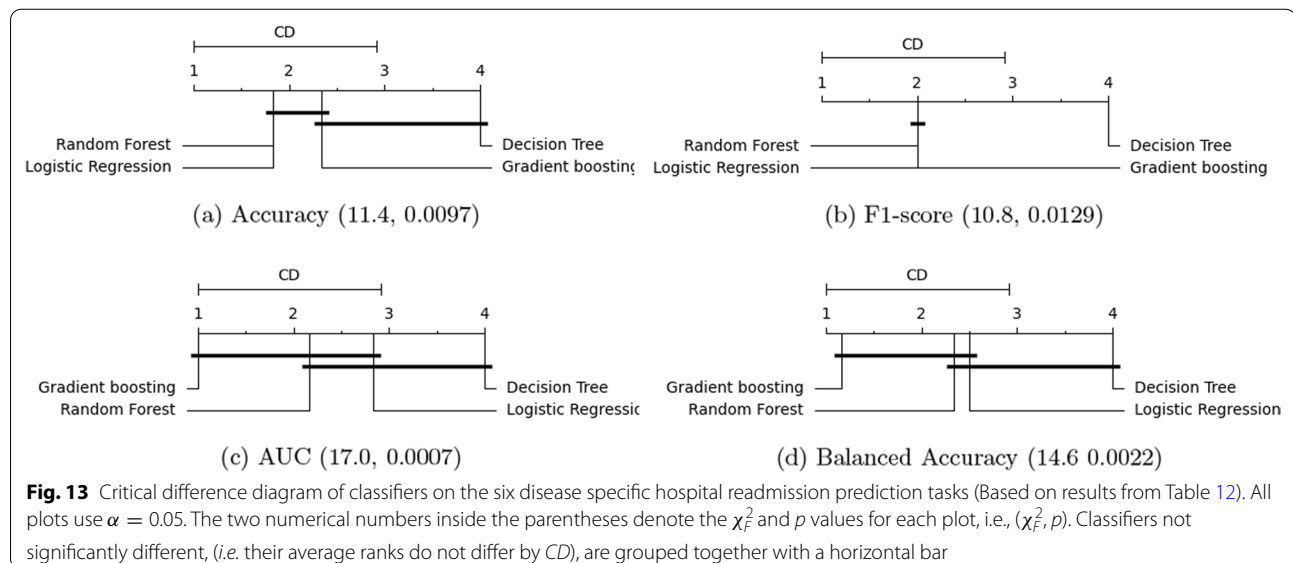 CD
1 2 3 4
Random Forest Decision Tree
Logistic Regression Gradient boosting
(a) Accuracy (11.4, 0.0097)
CD
1 2 3 4
Random Forest Decision Tree
Logistic Regression Gradient boosting
(b) F1-score (10.8, 0.0129)
CD
1 2 3 4
Gradient boosting Decision Tree
Random Forest Logistic Regressic
(c) AUC (17.0, 0.0007)
CD
1 2 3 4
Gradient boosting Decision Tree
Random Forest Logistic Regression
(d) Balanced Accuracy (14.6 0.0022)
Fig. 13 Critical difference diagram of classifiers on the six disease specific hospital readmission prediction tasks (Based on results from Table 12). All
plots use α = 0.05. The two numerical numbers inside the parentheses denote the χ²_F and p values for each plot, i.e., (χ²_F, p). Classifiers not
significantly different, (i.e. their average ranks do not differ by CD), are grouped together with a horizontal bar